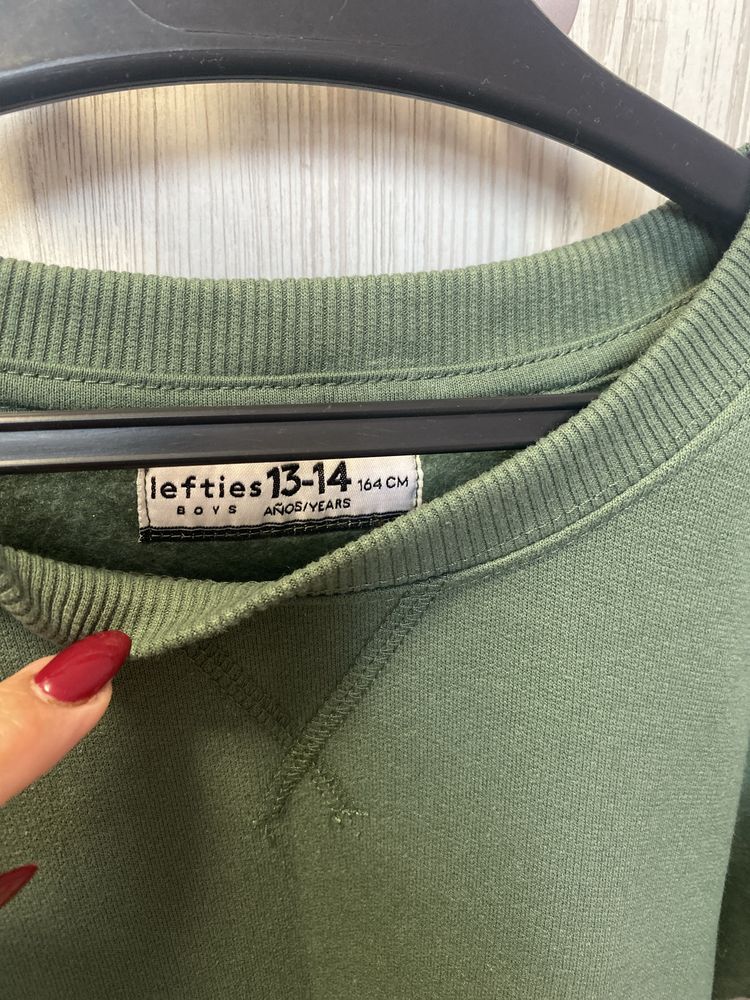 lefties 13-14 164 CM
BOYS AÑOS/YEARS